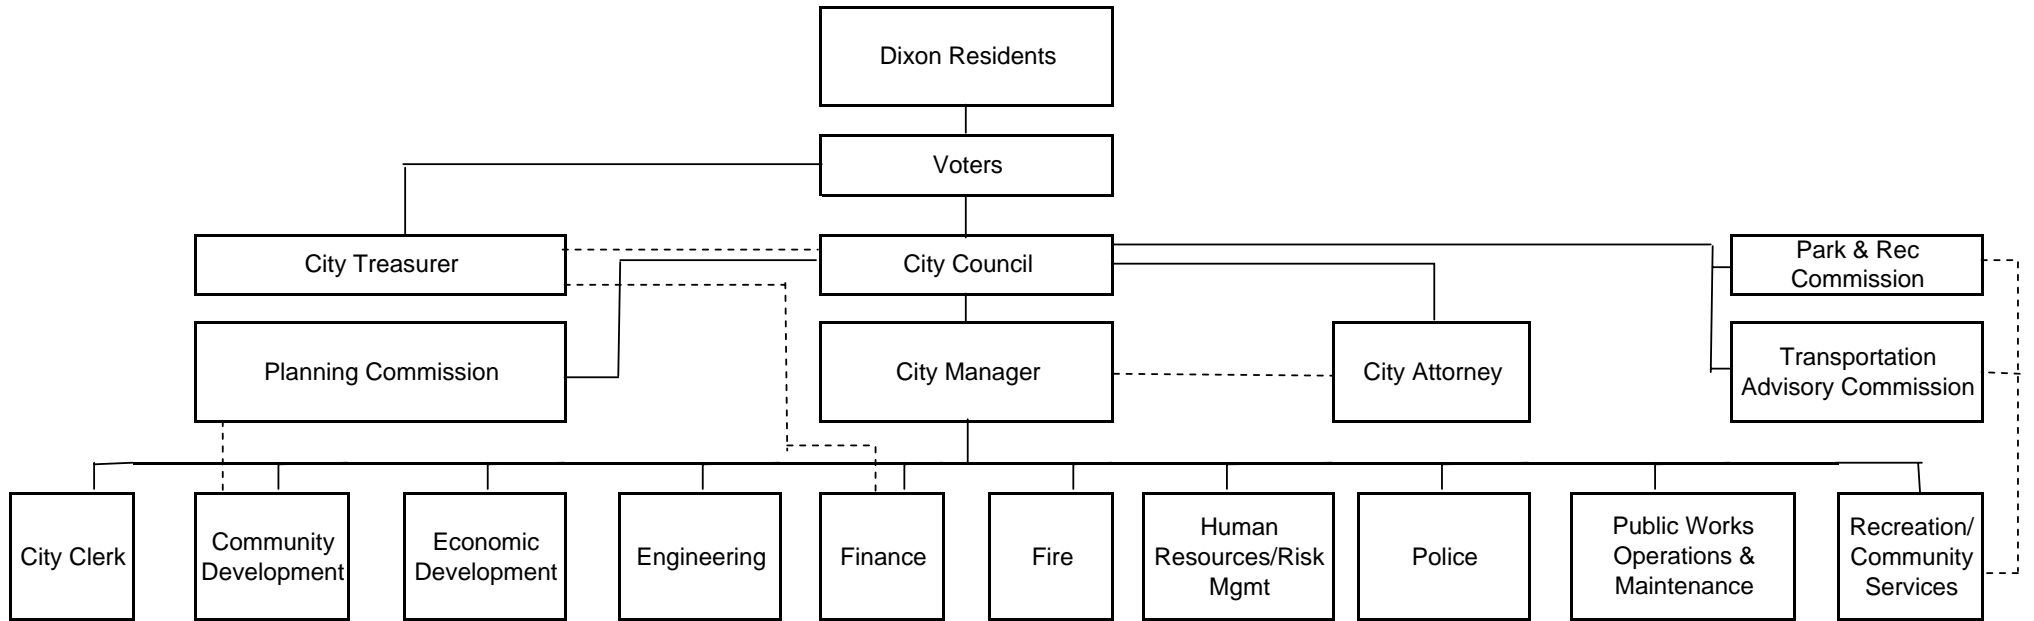 Dixon Residents
Voters
City Treasurer
City Council
Park & Rec
Commission
Planning Commission
City Manager
City Attorney
Transportation
Advisory Commission
City Clerk
Community
Development
Economic
Development
Engineering
Finance
Fire
Human
Resources/Risk
Mgmt
Police
Public Works
Operations &
Maintenance
Recreation/
Community
Services